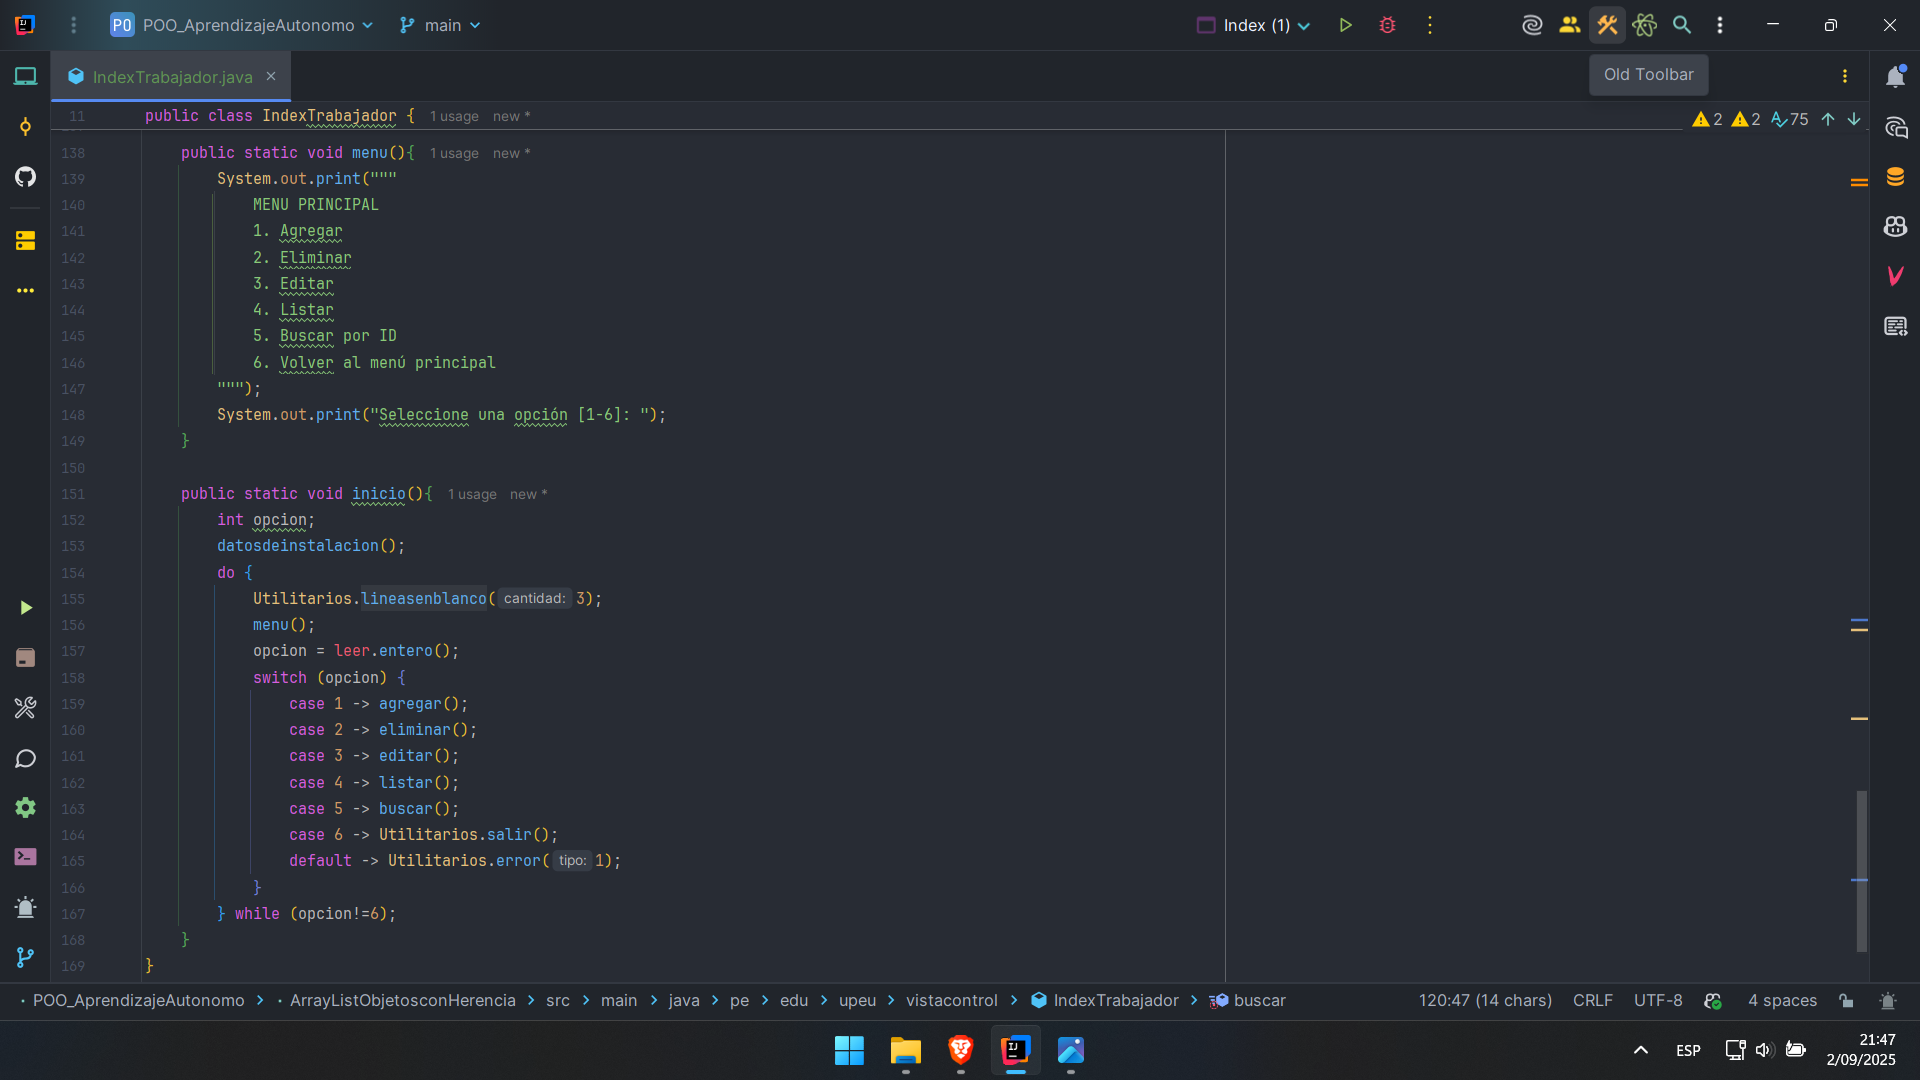 PO POO_AprendizajeAutonomo main Index (1)
IndexTrabajador.java
Old Toolbar
11 public class IndexTrabajador { 1 usage new *
2 2 75
138 public static void menu(){ 1 usage new *
139 System.out.print("""
140 MENU PRINCIPAL
141 1. Agregar
142 2. Eliminar
143 3. Editar
144 4. Listar
145 5. Buscar por ID
146 6. Volver al menú principal
147 """);
148 System.out.print("Seleccione una opción [1-6]: ");
149 }
150
151 public static void inicio(){ 1 usage new *
152 int opcion;
153 datosdeinstalacion();
154 do {
155 Utilitarios.lineasenblanco( cantidad: 3);
156 menu();
157 opcion = leer.entero();
158 switch (opcion) {
159 case 1 -> agregar();
160 case 2 -> eliminar();
161 case 3 -> editar();
162 case 4 -> listar();
163 case 5 -> buscar();
164 case 6 -> Utilitarios.salir();
165 default -> Utilitarios.error( tipo: 1);
166 }
167 } while (opcion!=6);
168 }
169 }
POO_AprendizajeAutonomo > ArrayListObjetosconHerencia > src > main > java > pe > edu > upeu > vistacontrol > IndexTrabajador > buscar 120:47 (14 chars) CRLF UTF-8 4 spaces
ESP 21:47
2/09/2025